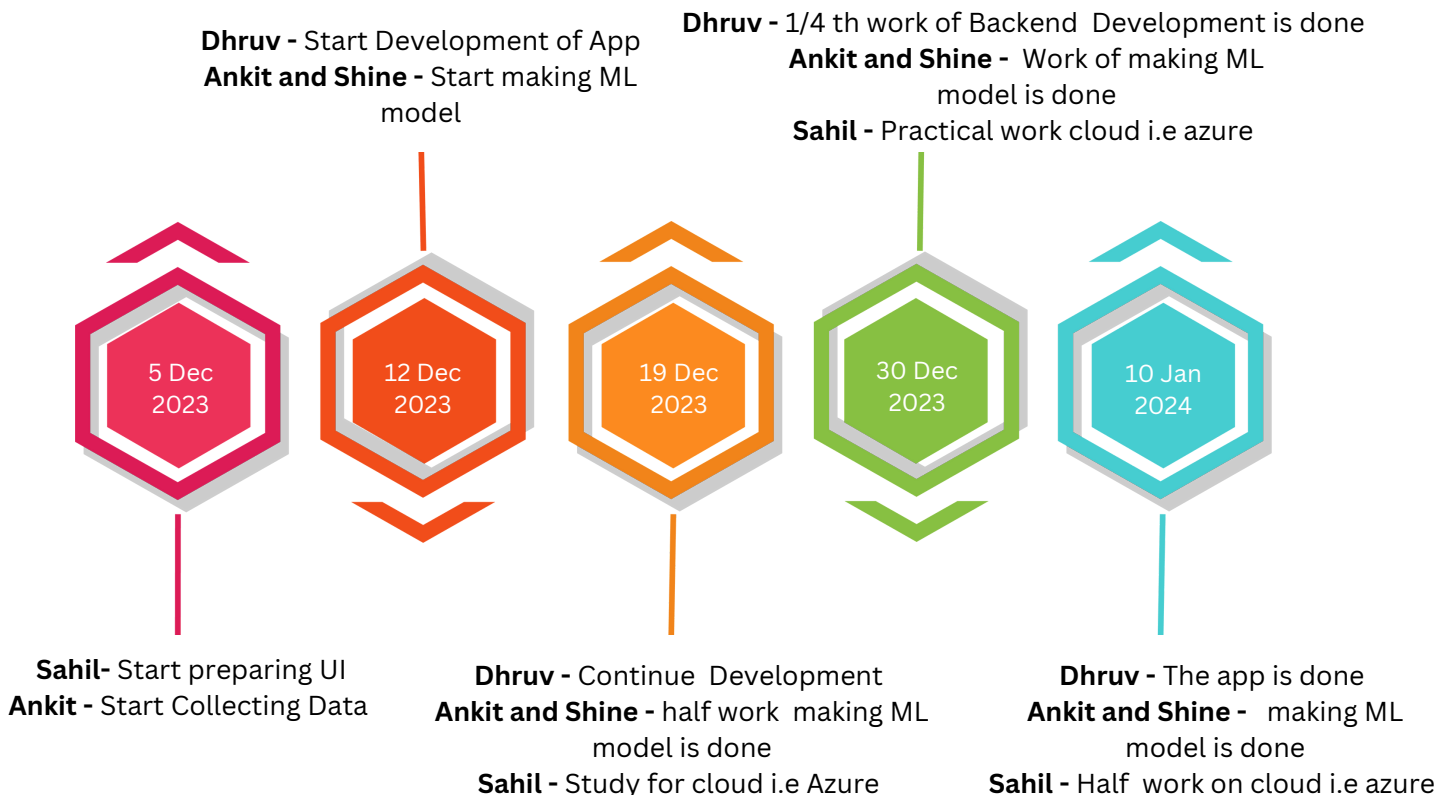 Dhruv - Start Development of App
Ankit and Shine - Start making ML
model
Dhruv - 1/4 th work of Backend Development is done
Ankit and Shine - Work of making ML
model is done
Sahil - Practical work cloud i.e azure
5 Dec
2023
12 Dec
2023
19 Dec
2023
30 Dec
2023
10 Jan
2024
Sahil- Start preparing UI
Ankit - Start Collecting Data
Dhruv - Continue Development
Ankit and Shine - half work making ML
model is done
Sahil - Study for cloud i.e Azure
Dhruv - The app is done
Ankit and Shine - making ML
model is done
Sahil - Half work on cloud i.e azure